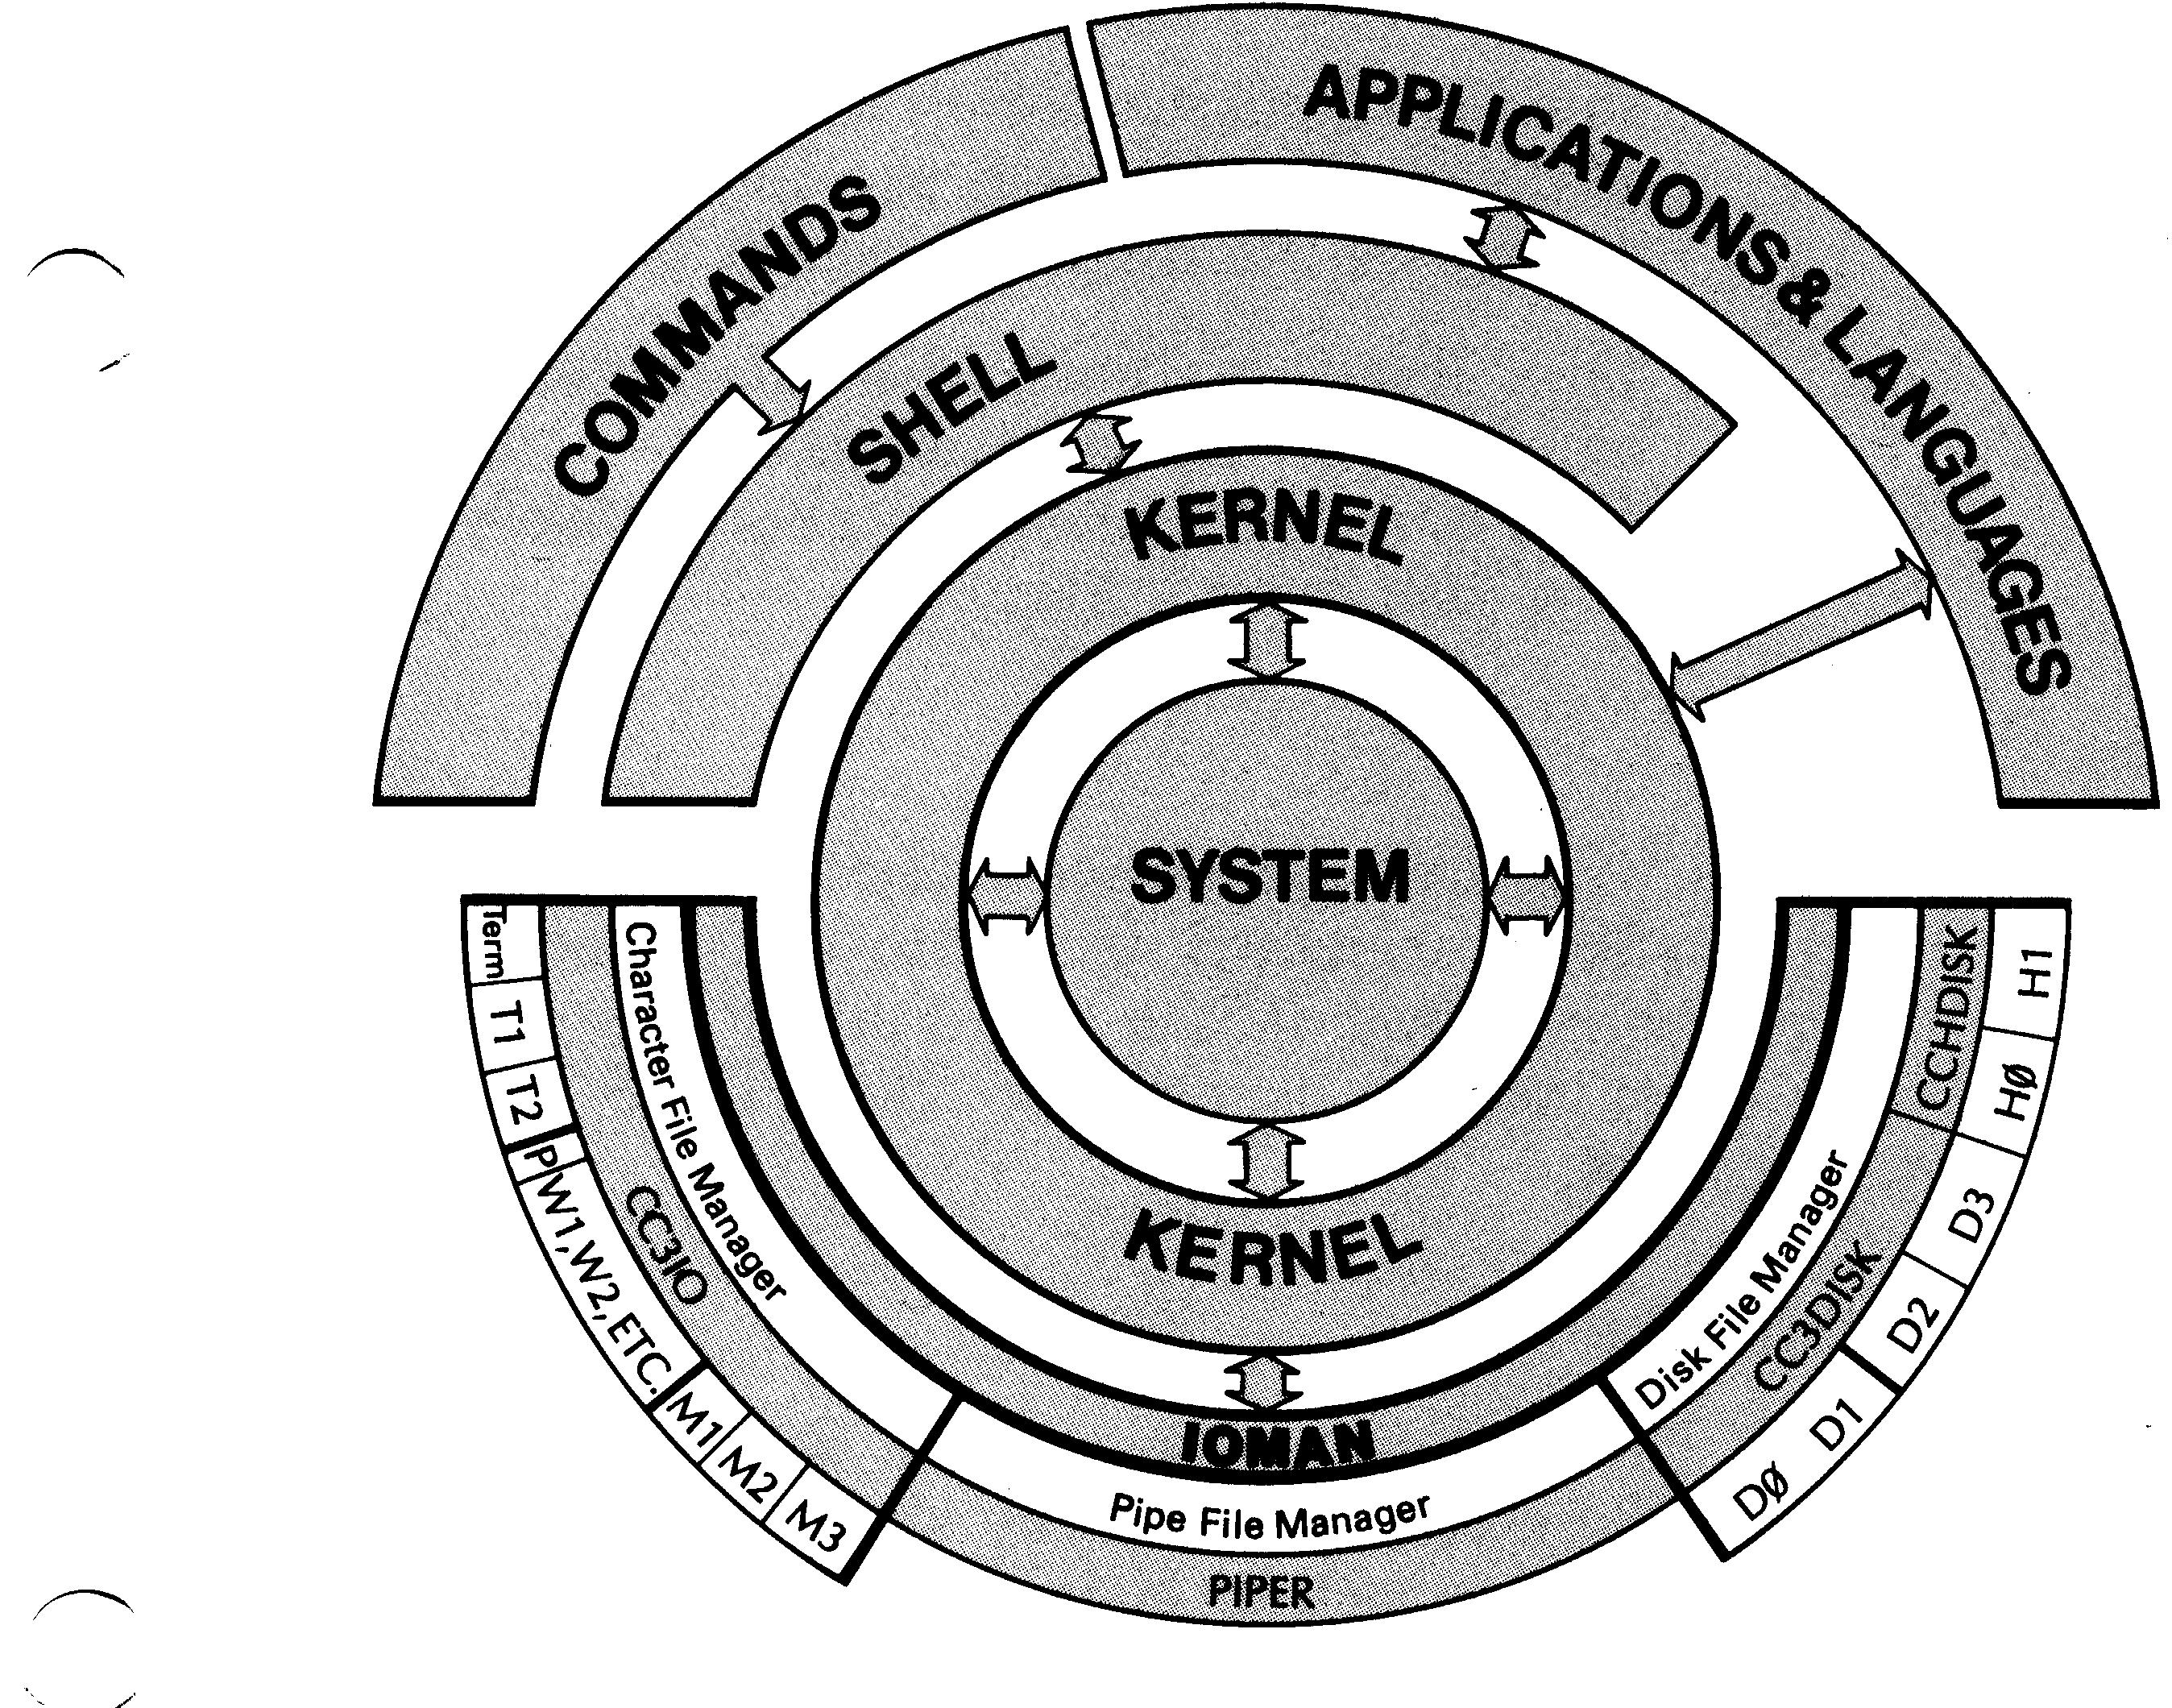 APPLICATIONS & LANGUAGES
COMMANDS
SHELL
KERNEL
SYSTEM
KERNEL
IOMAN
Character File Manager
CC3IO
Term
T1
T2
P
W1, W2, ETC.
M1
M2
M3
Pipe File Manager
PIPER
Disk File Manager
CCHDISK
CC3DISK
H1
HØ
D3
D2
D1
DØ